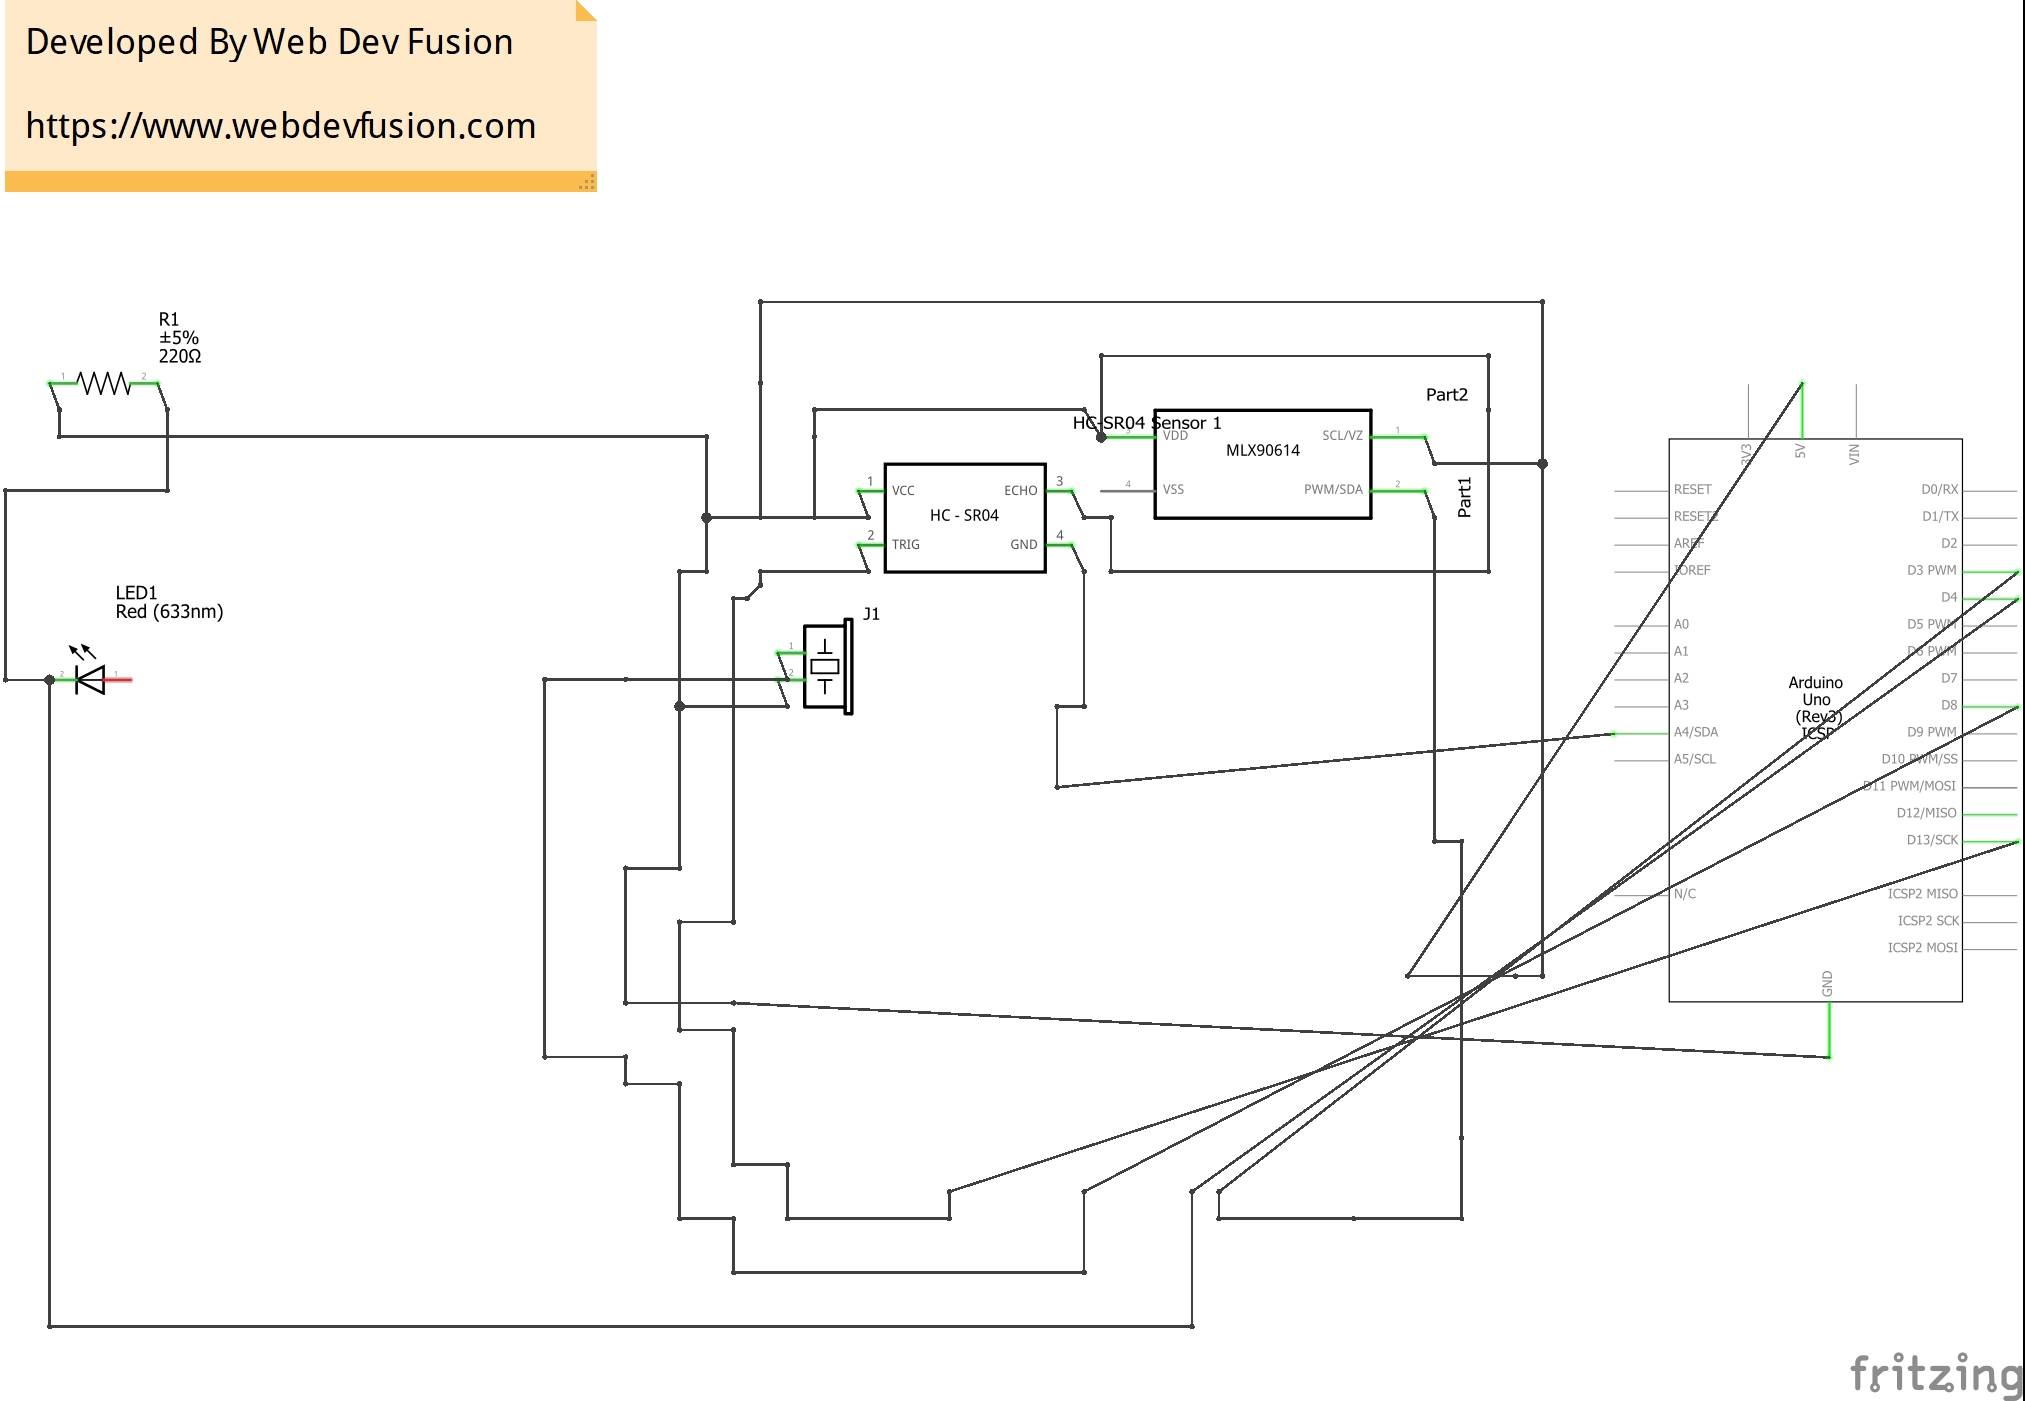 Developed By Web Dev Fusion
https://www.webdevfusion.com
R1
±5%
220Ω
1
2
LED1
Red (633nm)
2
1
HC-SR04 Sensor 1
Part2
3
VDD
SCL/VZ
1
MLX90614
4
VSS
PWM/SDA
2
Part1
1
VCC
ECHO
3
HC - SR04
2
TRIG
GND
4
J1
1
2
3V3
5V
VIN
RESET
RESET2
AREF
IOREF
A0
A1
A2
A3
A4/SDA
A5/SCL
N/C
D0/RX
D1/TX
D2
D3 PWM
D4
D5 PWM
D6 PWM
D7
D8
D9 PWM
D10 PWM/SS
D11 PWM/MOSI
D12/MISO
D13/SCK
ICSP2 MISO
ICSP2 SCK
ICSP2 MOSI
Arduino
Uno
(Rev3)
ICSP
GND
fritzing